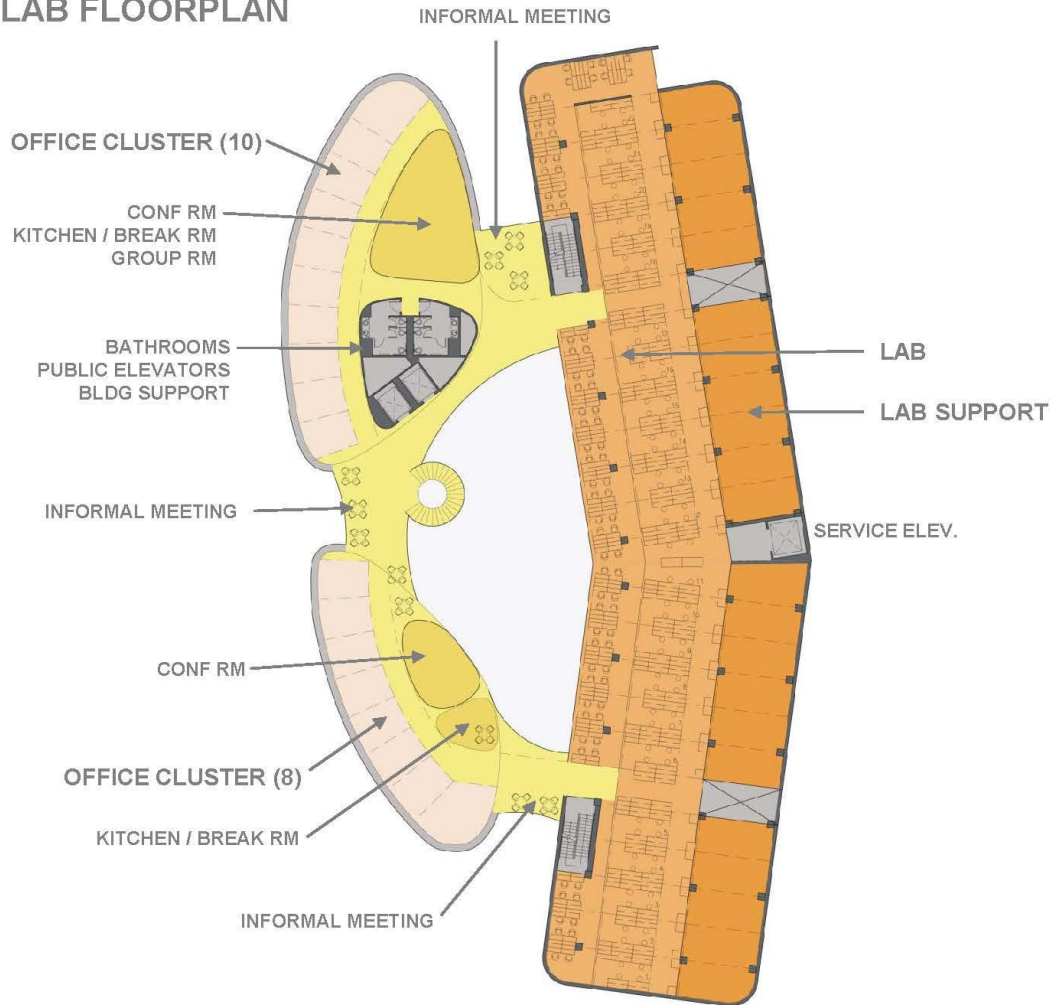 LAB FLOORPLAN
INFORMAL MEETING
OFFICE CLUSTER (10)
CONF RM
KITCHEN / BREAK RM
GROUP RM
BATHROOMS
PUBLIC ELEVATORS
BLDG SUPPORT
LAB
LAB SUPPORT
INFORMAL MEETING
SERVICE ELEV.
CONF RM
OFFICE CLUSTER (8)
KITCHEN / BREAK RM
INFORMAL MEETING